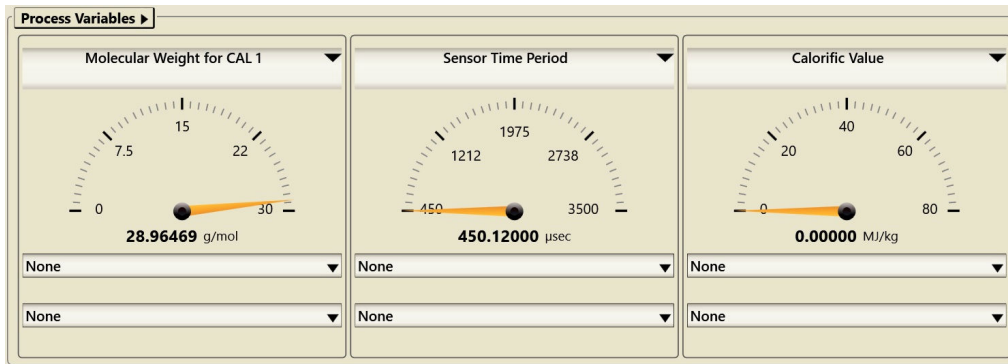 Process Variables ▶
Molecular Weight for CAL 1
15
7.5 22
0 30
28.96469 g/mol
None
None
Sensor Time Period
1975
1212 2738
450 3500
450.12000 µsec
None
None
Calorific Value
40
20 60
0 80
0.00000 MJ/kg
None
None